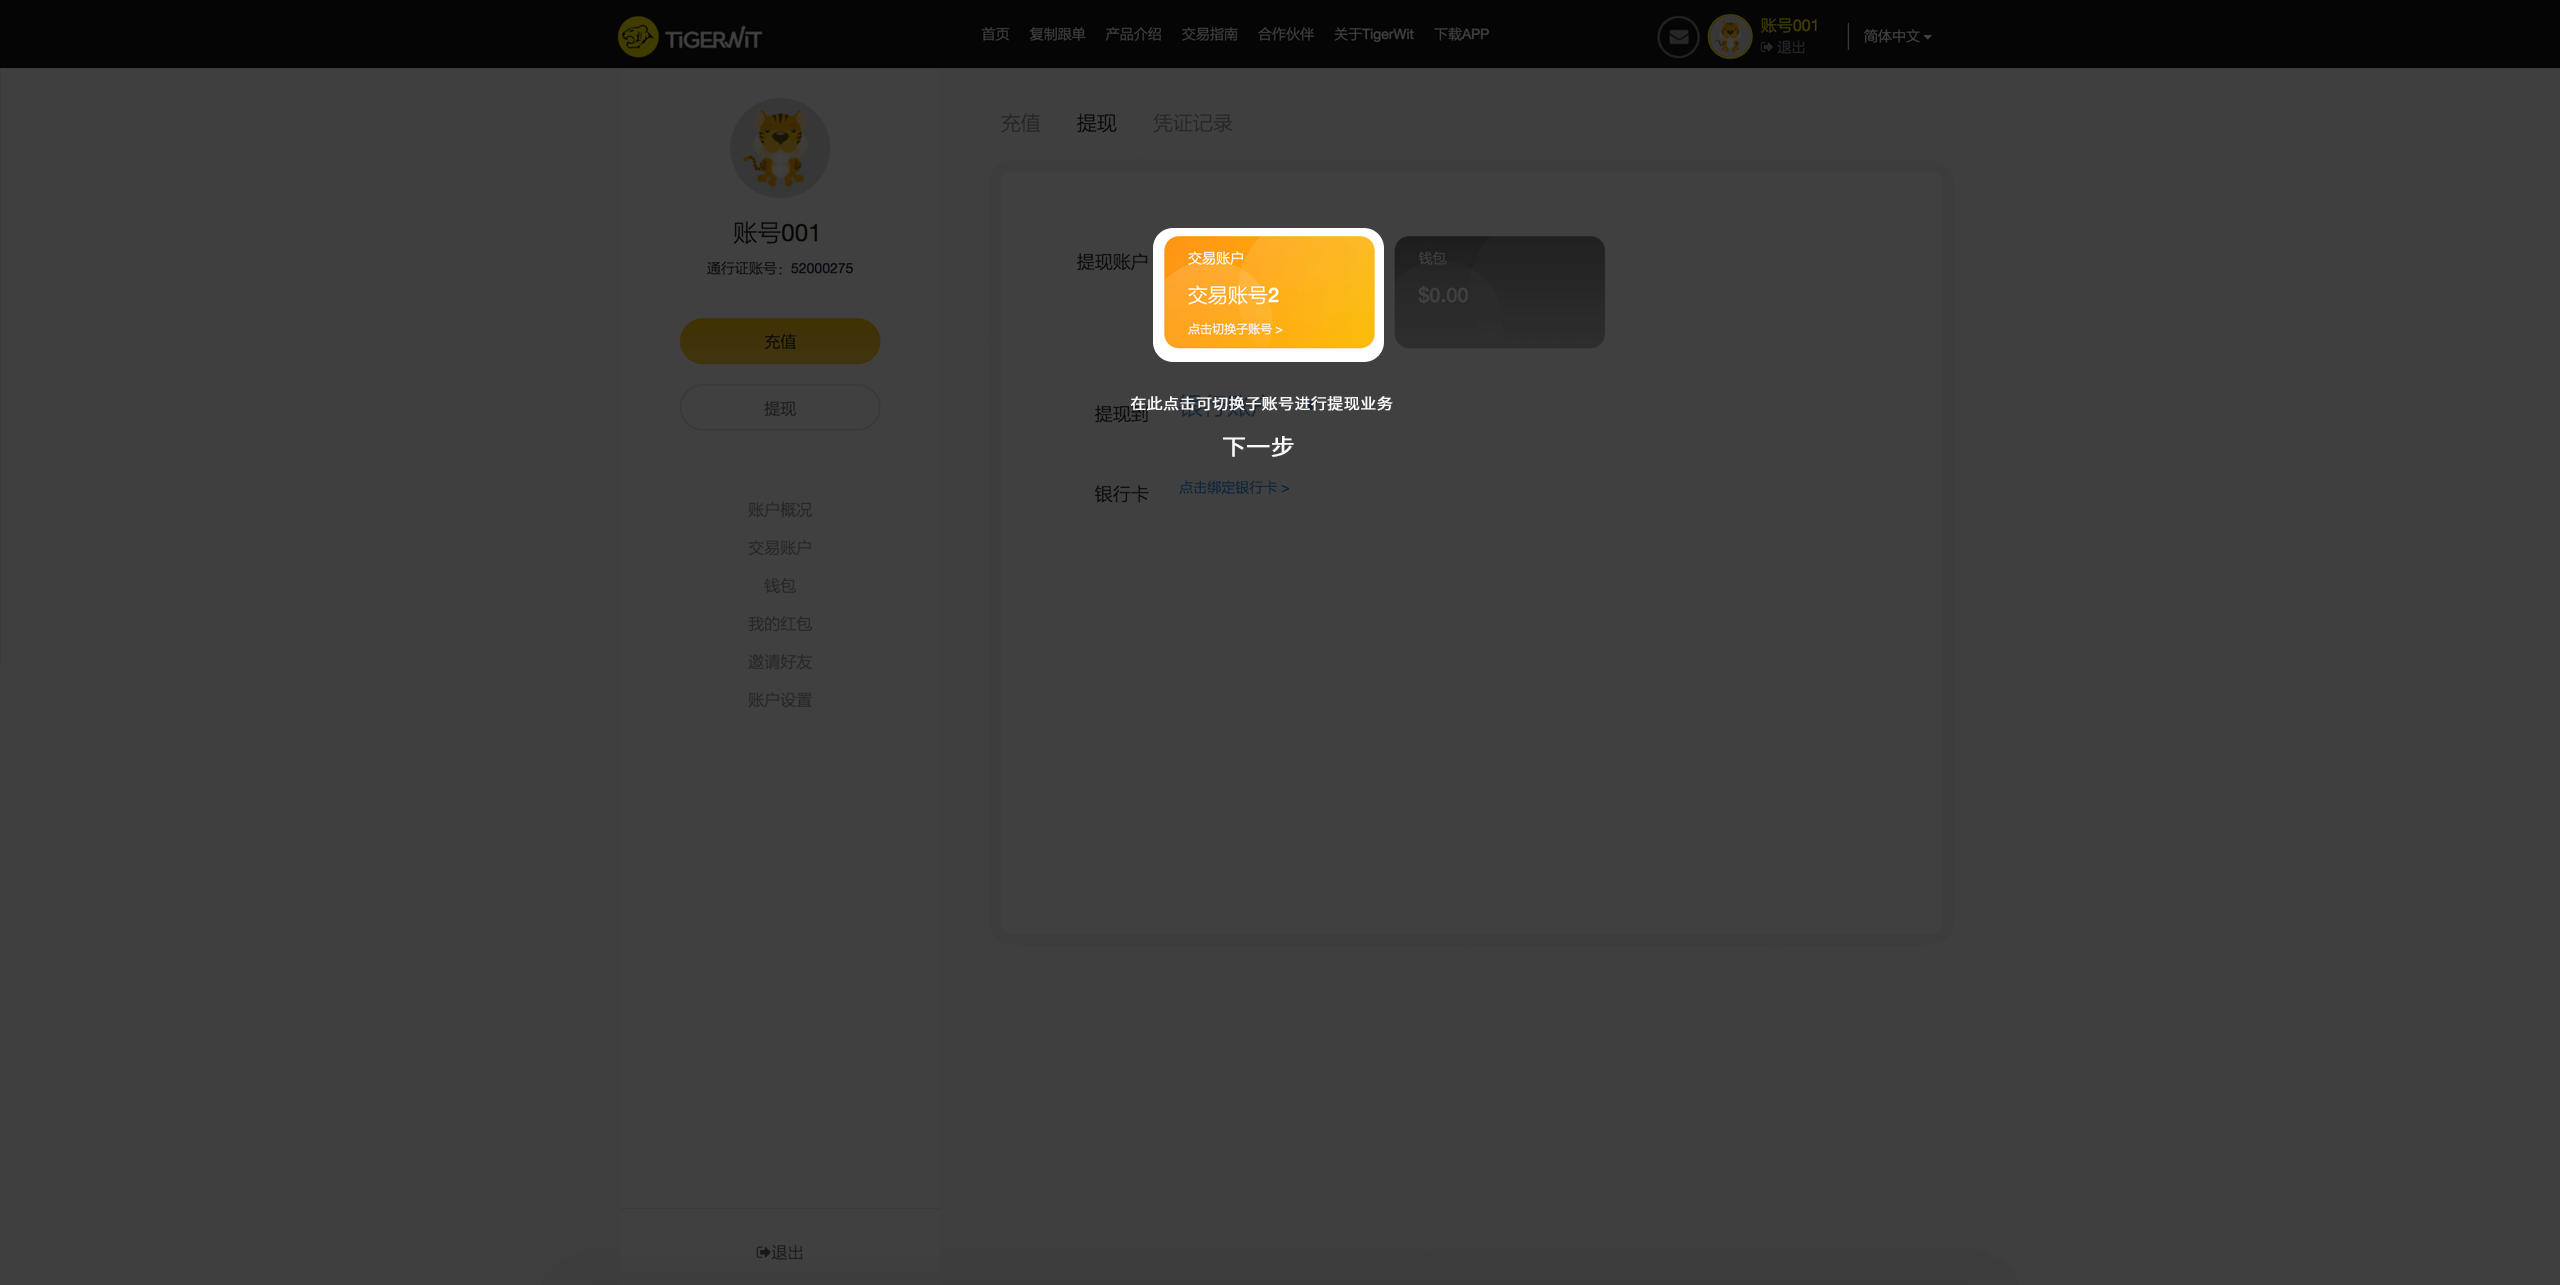 TiGERWiT
首页 复制跟单 产品介绍 交易指南 合作伙伴 关于TigerWit 下载APP
账号001
退出
简体中文
账号001
通行证账号：52000275
充值
提现
账户概况
交易账户
钱包
我的红包
邀请好友
账户设置
退出
充值 提现 凭证记录
提现账户
交易账户
交易账号2
点击切换子账号 >
钱包
$0.00
提现到
在此点击可切换子账号进行提现业务
下一步
银行卡
点击绑定银行卡 >